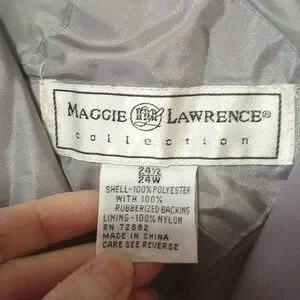 MAGGIE LAWRENCE®
collection
24½
24W
SHELL-100% POLYESTER
WITH 100%
RUBBERIZED BACKING
LINING-100% NYLON
RN 72882
MADE IN CHINA
CARE SEE REVERSE